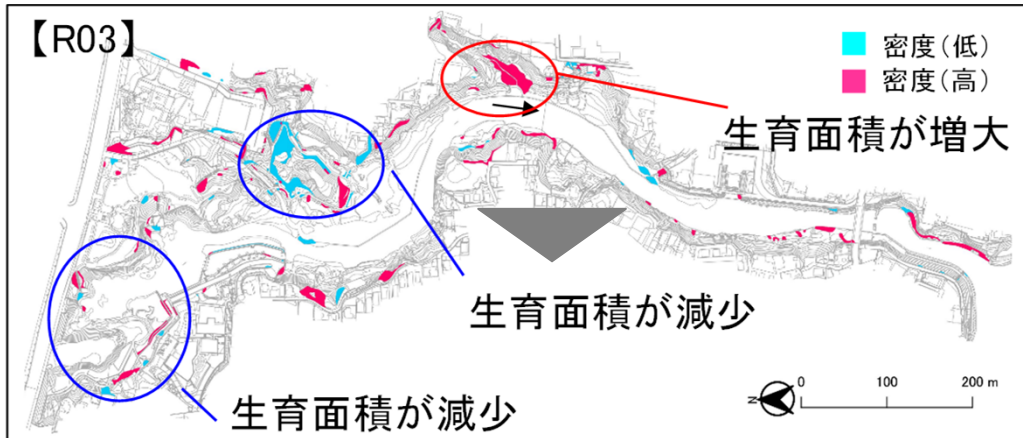 【R03】
密度(低)
密度(高)
生育面積が増大
生育面積が減少
生育面積が減少
N
0 100 200 m